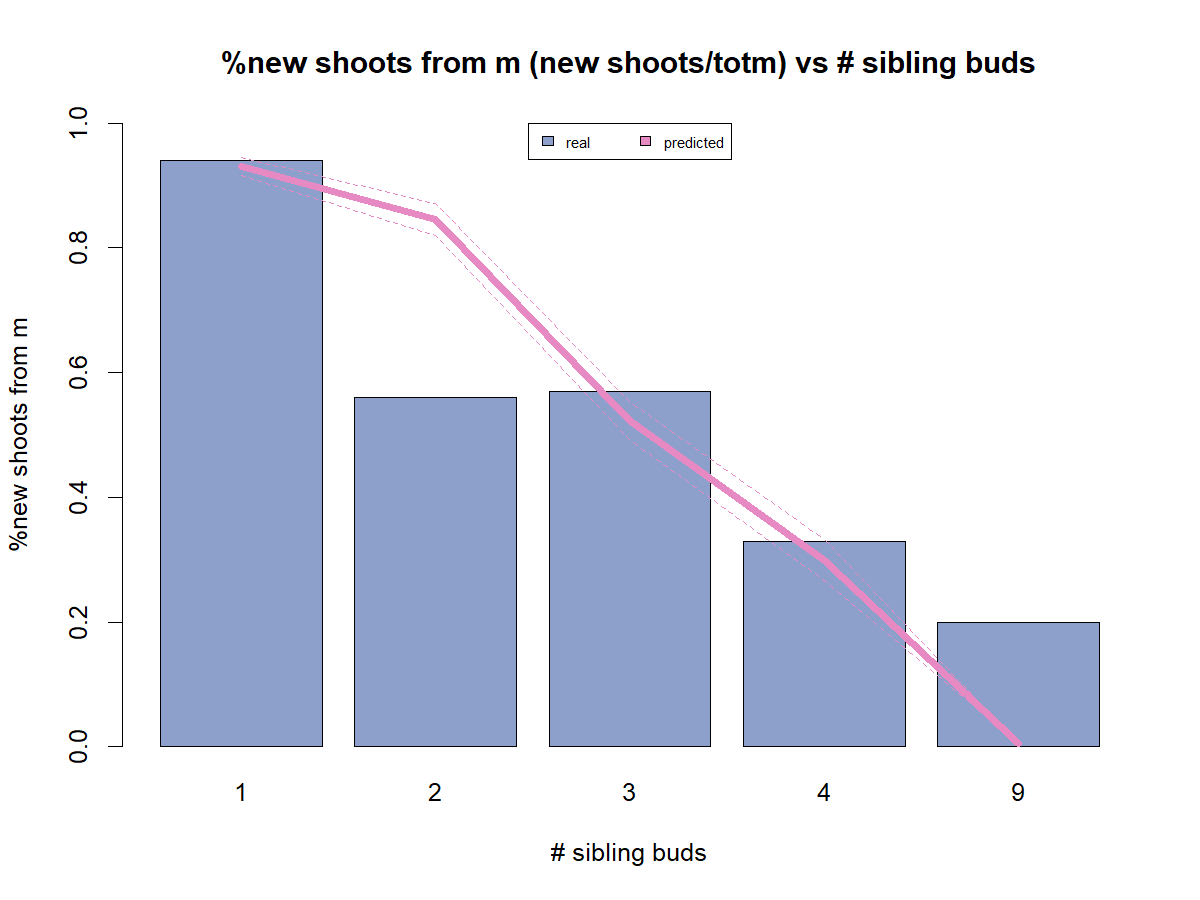 %new shoots from m (new shoots/totm) vs # sibling buds
real predicted
%new shoots from m
1.0
0.8
0.6
0.4
0.2
0.0
1 2 3 4 9
# sibling buds